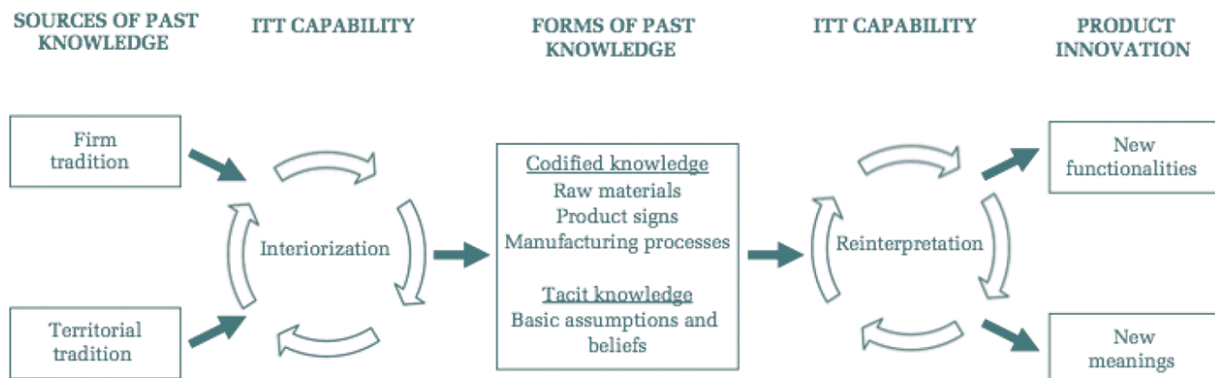 SOURCES OF PAST
KNOWLEDGE
ITT CAPABILITY
FORMS OF PAST
KNOWLEDGE
ITT CAPABILITY
PRODUCT
INNOVATION
Firm
tradition
Territorial
tradition
Interiorization
Codified knowledge
Raw materials
Product signs
Manufacturing processes
Tacit knowledge
Basic assumptions and
beliefs
Reinterpretation
New
functionalities
New
meanings